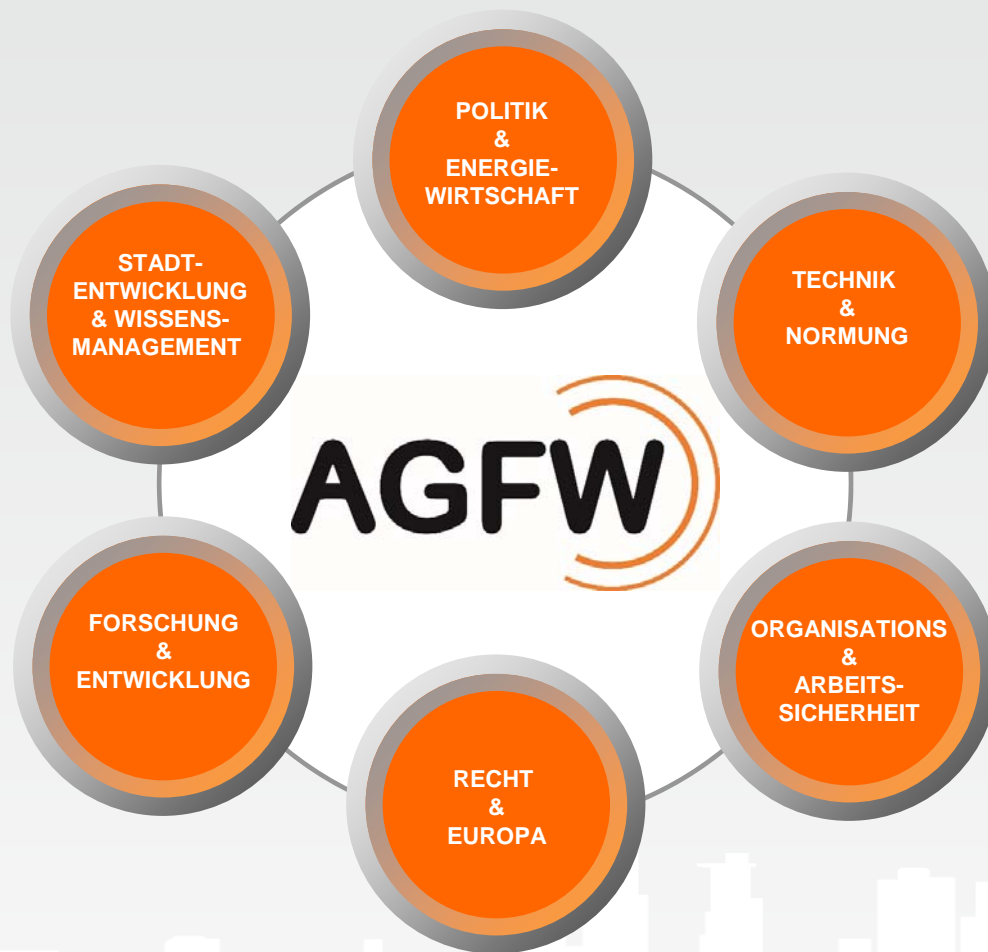 POLITIK
&
ENERGIE-
WIRTSCHAFT
STADT-
ENTWICKLUNG
& WISSENS-
MANAGEMENT
TECHNIK
&
NORMUNG
AGFW
FORSCHUNG
&
ENTWICKLUNG
ORGANISATIONS
&
ARBEITS-
SICHERHEIT
RECHT
&
EUROPA